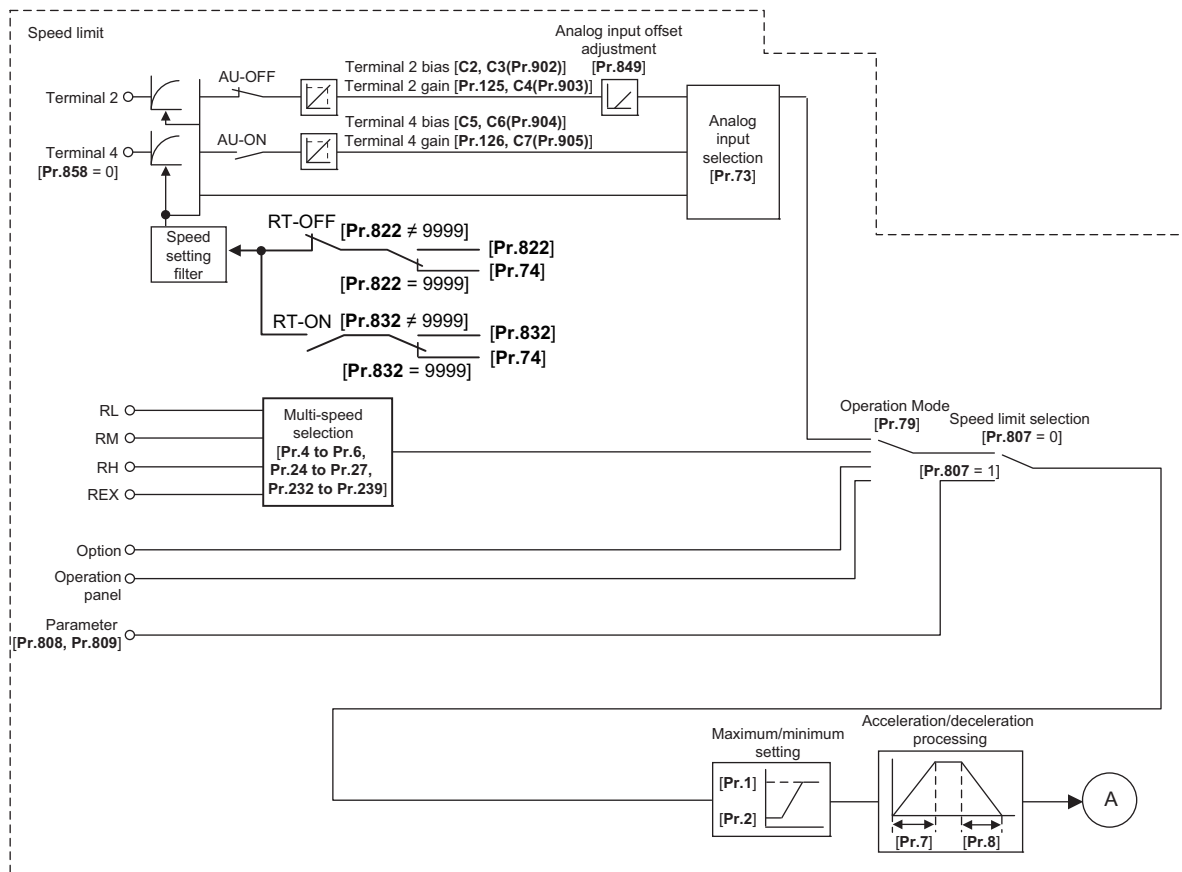 Speed limit
Analog input offset
adjustment
[Pr.849]
AU-OFF
Terminal 2 bias [C2, C3(Pr.902)]
Terminal 2 gain [Pr.125, C4(Pr.903)]
Terminal 2
AU-ON
Terminal 4 bias [C5, C6(Pr.904)]
Terminal 4 gain [Pr.126, C7(Pr.905)]
Terminal 4
[Pr.858 = 0]
Analog
input
selection
[Pr.73]
Speed
setting
filter
RT-OFF
[Pr.822 ≠ 9999]
[Pr.822]
[Pr.74]
[Pr.822 = 9999]
RT-ON
[Pr.832 ≠ 9999]
[Pr.832]
[Pr.74]
[Pr.832 = 9999]
RL
RM
RH
REX
Multi-speed
selection
[Pr.4 to Pr.6,
Pr.24 to Pr.27,
Pr.232 to Pr.239]
Operation Mode
[Pr.79]
Speed limit selection
[Pr.807 = 0]
[Pr.807 = 1]
Option
Operation
panel
Parameter
[Pr.808, Pr.809]
Maximum/minimum
setting
[Pr.1]
[Pr.2]
Acceleration/deceleration
processing
[Pr.7]
[Pr.8]
A